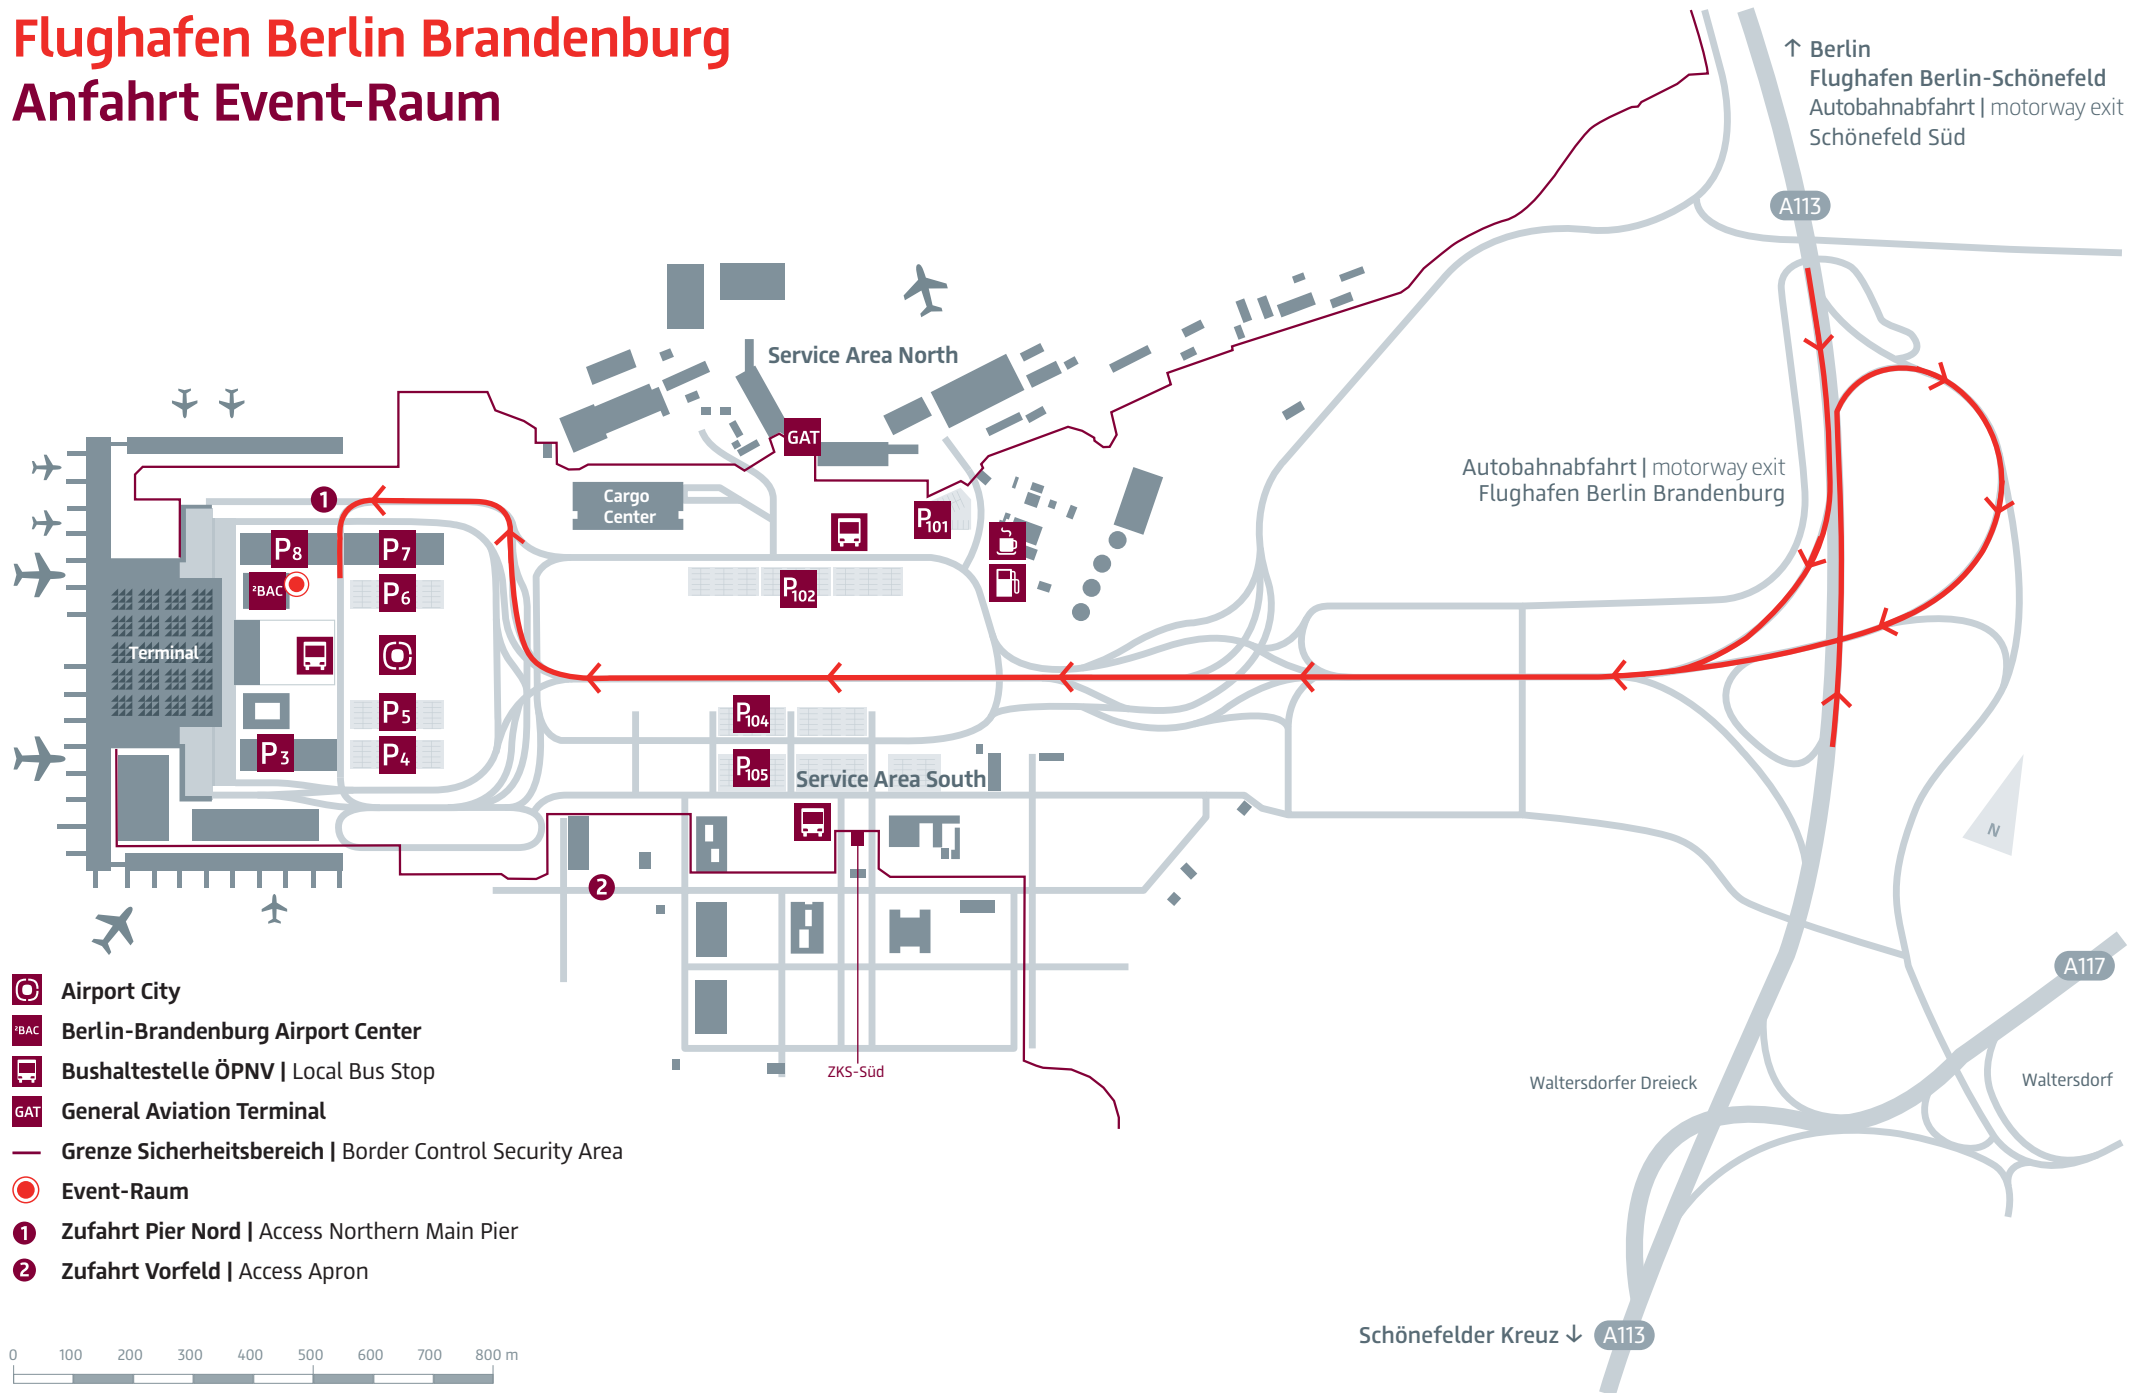 Flughafen Berlin Brandenburg
Anfahrt Event-Raum
↑ Berlin
Flughafen Berlin-Schönefeld
Autobahnabfahrt | motorway exit
Schönefeld Süd
A113
Service Area North
GAT
Cargo
Center
P101
P102
Autobahnabfahrt | motorway exit
Flughafen Berlin Brandenburg
1
P8
P7
²BAC
P6
Terminal
P5
P3
P4
P104
P105
Service Area South
2
N
ZKS-Süd
A117
Waltersdorfer Dreieck
Waltersdorf
Schönefelder Kreuz ↓
A113
Airport City
²BAC Berlin-Brandenburg Airport Center
Bushaltestelle ÖPNV | Local Bus Stop
GAT General Aviation Terminal
Grenze Sicherheitsbereich | Border Control Security Area
Event-Raum
1 Zufahrt Pier Nord | Access Northern Main Pier
2 Zufahrt Vorfeld | Access Apron
0 100 200 300 400 500 600 700 800 m